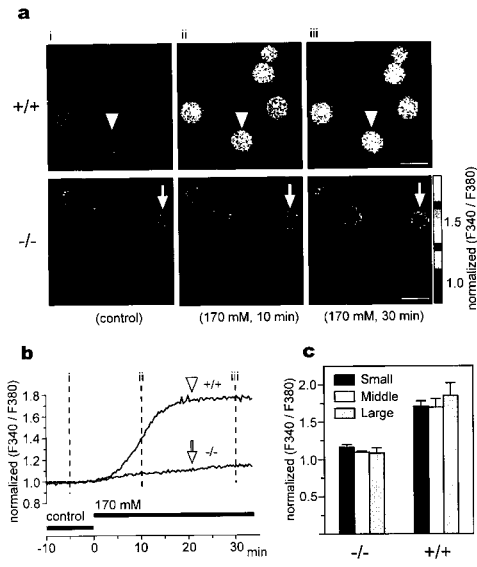 a
i ii iii
+/+
-/-
1.5
1.0
normalized (F340 / F380)
(control) (170 mM, 10 min) (170 mM, 30 min)
b
i ii iii
1.8
1.6
1.4
1.2
1.0
0.8
normalized (F340 / F380)
+/+
-/-
170 mM
control
-10 0 10 20 30 min
c
Small
Middle
Large
2.0
1.5
1.0
0.5
normalized (F340 / F380)
-/- +/+